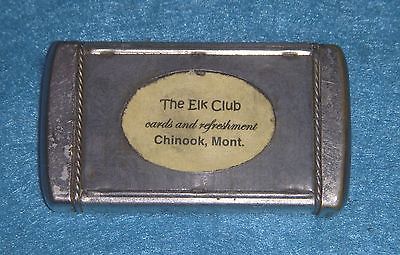 The Elk Club
cards and refreshment
Chinook, Mont.